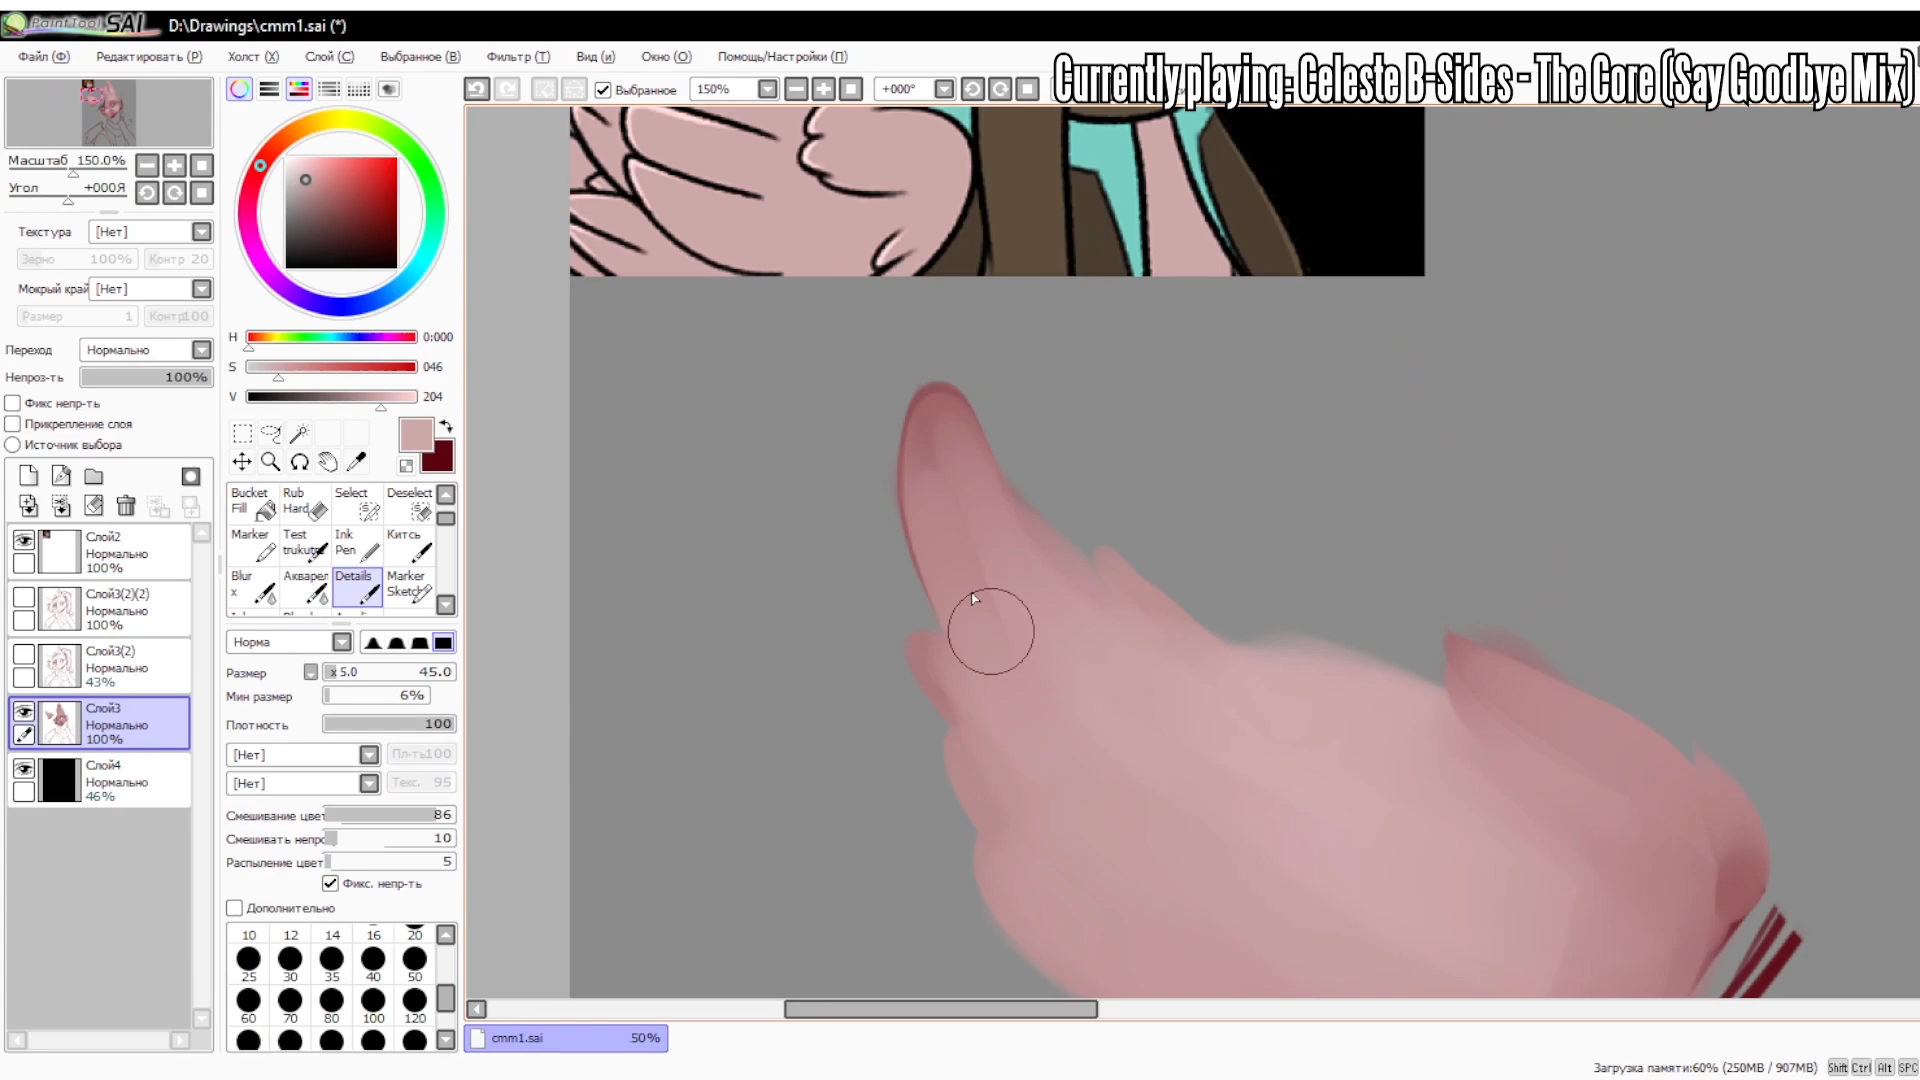 PaintTool SAI D:\Drawings\cmm1.sai (*)
Файл (Ф) Редактировать (Р) Холст (Х) Слой (С) Выбранное (В) Фильтр (Т) Вид (и) Окно (О) Помощь/Настройки (П)
Currently playing: Celeste B-Sides - The Core (Say Goodbye Mix)
Выбранное 150% +000°
Масштаб 150.0%
Угол +000Я
Текстура [Нет]
Зерно 100% Контр 20
Мокрый край [Нет]
Размер 1 Контр100
Переход Нормально
Непроз-ть 100%
Фикс непр-ть
Прикрепление слоя
Источник выбора
Слой2
Нормально
100%
Слой3(2)(2)
Нормально
100%
Слой3(2)
Нормально
43%
Слой3
Нормально
100%
Слой4
Нормально
46%
H 0:000
S 046
V 204
Bucket Fill
Rub Hard
Select
Deselect
Marker
Test trukutx
Ink Pen
Китсь
Blur x
Акварел
Details
Marker Sketch
Норма
Размер x 5.0 45.0
Мин размер 6%
Плотность 100
[Нет] Пл-ть100
[Нет] Текс. 95
Смешивание цвет 86
Смешивать непро 10
Распыление цвет 5
Фикс. непр-ть
Дополнительно
10 12 14 16 20
25 30 35 40 50
60 70 80 100 120
cmm1.sai 50%
Загрузка памяти:60% (250MB / 907MB) Shift Ctrl Alt SPC